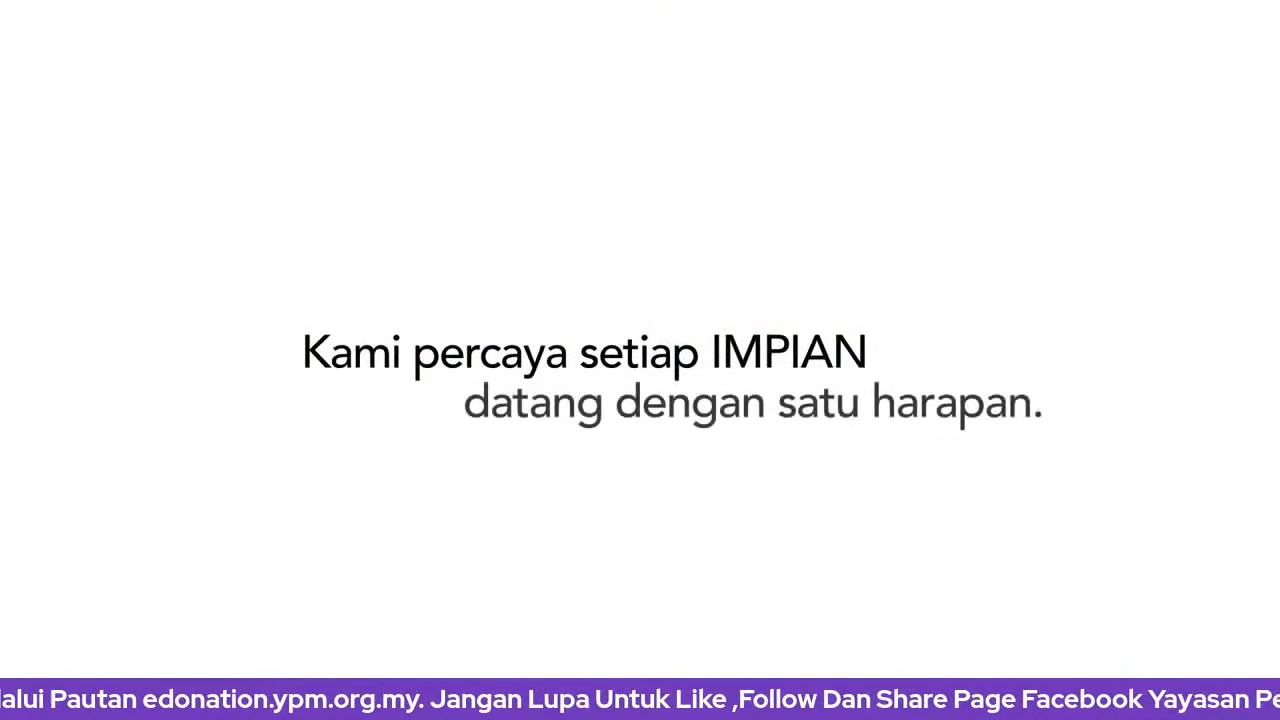 Kami percaya setiap IMPIAN
datang dengan satu harapan.
Pautan edonation.ypm.org.my. Jangan Lupa Untuk Like ,Follow Dan Share Page Facebook Yayasan